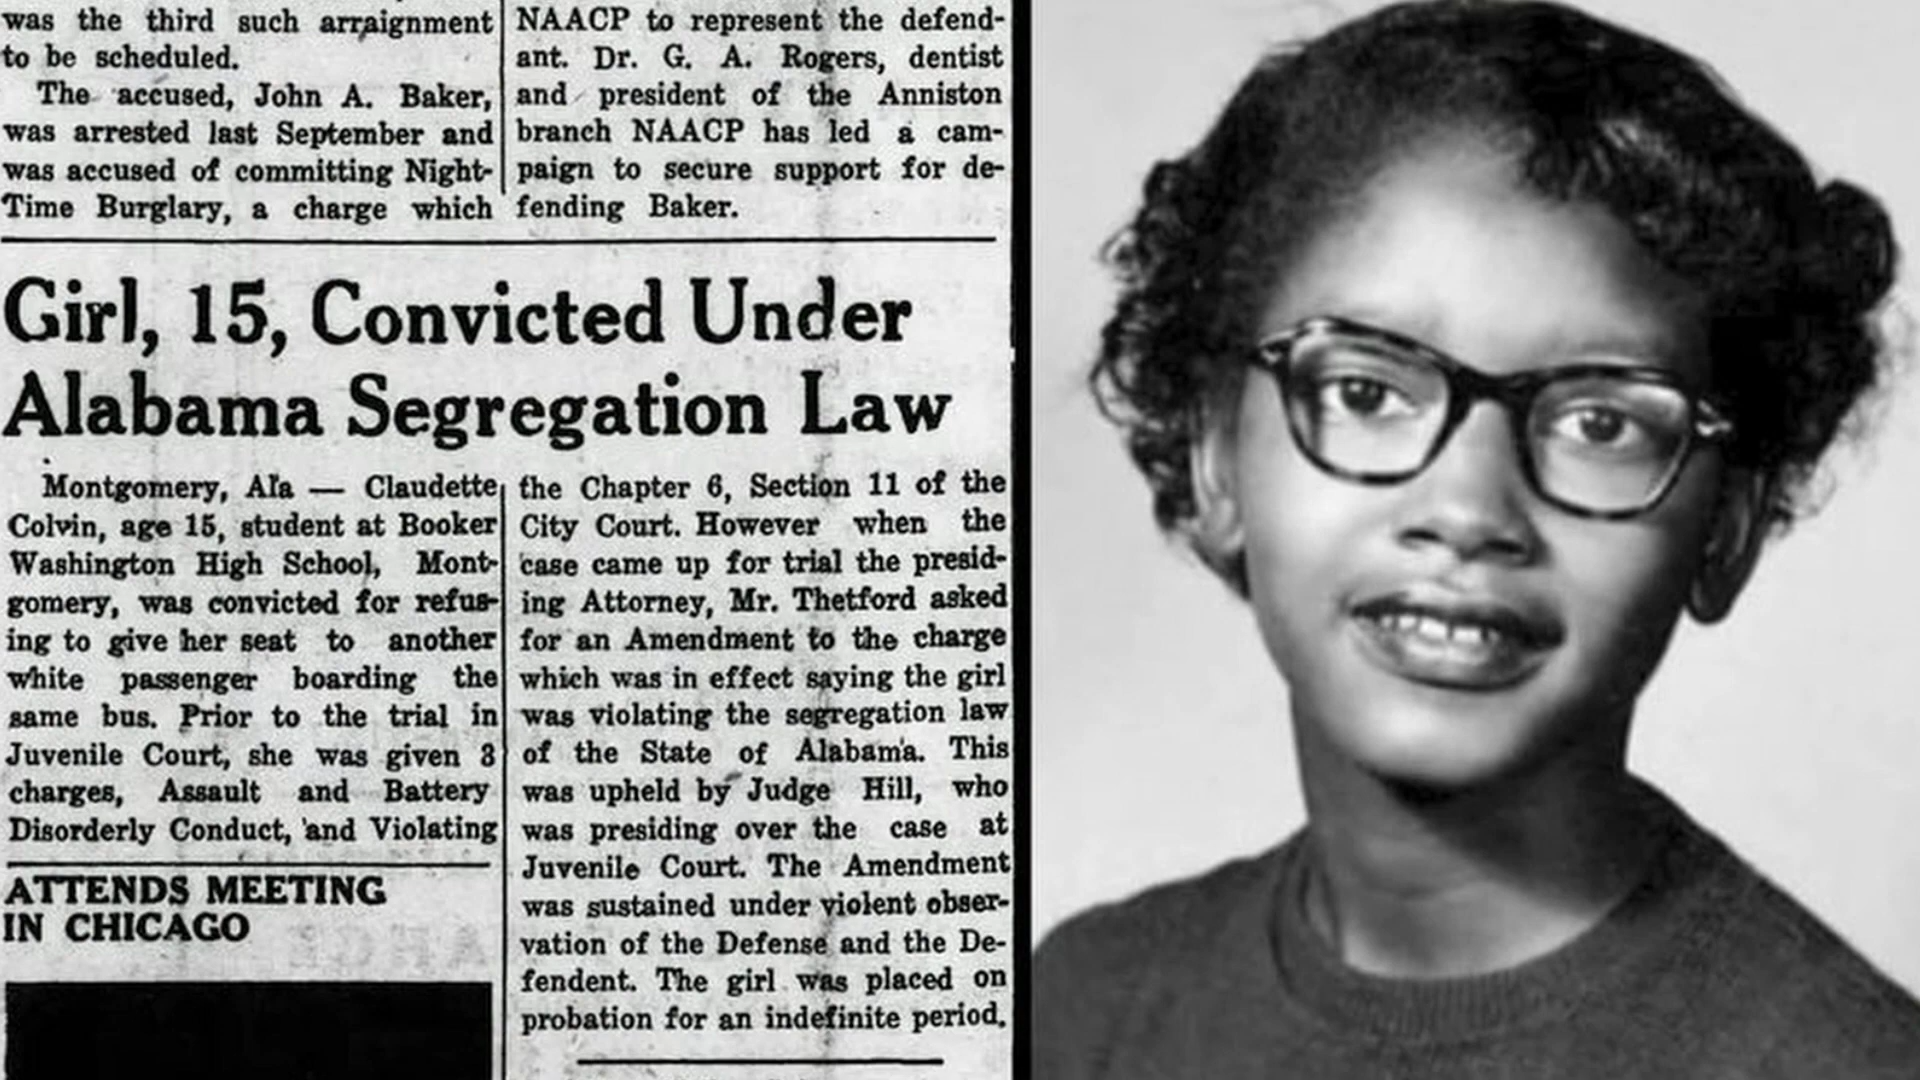 was the third such arraignment
to be scheduled.
The accused, John A. Baker,
was arrested last September and
was accused of committing Night-
Time Burglary, a charge which
NAACP to represent the defend-
ant. Dr. G. A. Rogers, dentist
and president of the Anniston
branch NAACP has led a cam-
paign to secure support for de-
fending Baker.
Girl, 15, Convicted Under
Alabama Segregation Law
Montgomery, Ala — Claudette
Colvin, age 15, student at Booker
Washington High School, Mont-
gomery, was convicted for refus-
ing to give her seat to another
white passenger boarding the
same bus. Prior to the trial in
Juvenile Court, she was given 3
charges, Assault and Battery
Disorderly Conduct, and Violating
the Chapter 6, Section 11 of the
City Court. However when the
case came up for trial the presid-
ing Attorney, Mr. Thetford asked
for an Amendment to the charge
which was in effect saying the girl
was violating the segregation law
of the State of Alabama. This
was upheld by Judge Hill, who
was presiding over the case at
Juvenile Court. The Amendment
was sustained under violent obser-
vation of the Defense and the De-
fendent. The girl was placed on
probation for an indefinite period.
ATTENDS MEETING
IN CHICAGO